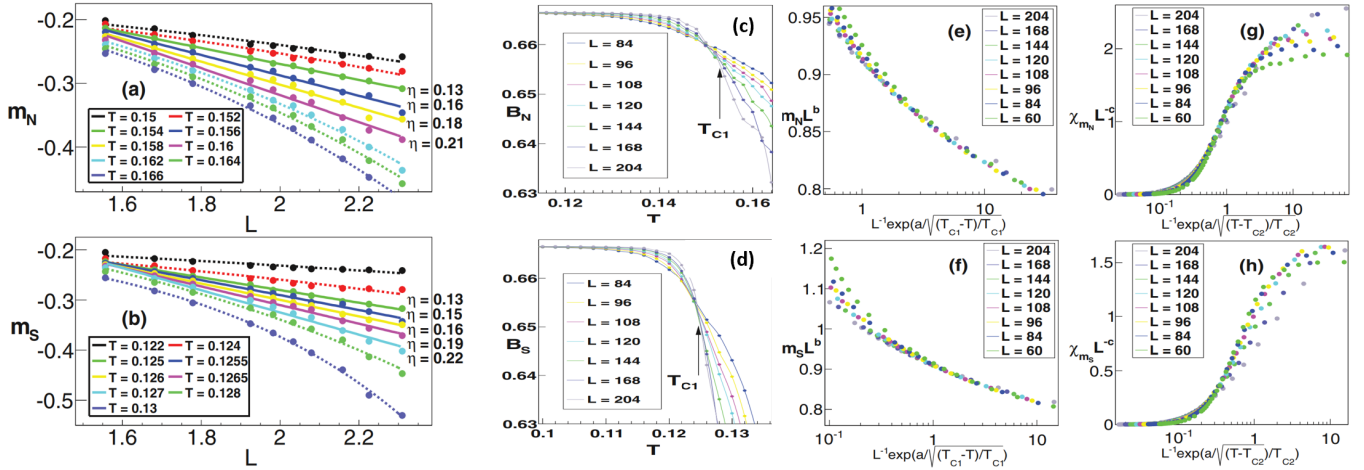 -0.2
-0.3
-0.4
(a)
m_N
T = 0.15
T = 0.152
T = 0.154
T = 0.156
T = 0.158
T = 0.16
T = 0.162
T = 0.164
T = 0.166
η = 0.13
η = 0.16
η = 0.18
η = 0.21
1.6
1.8
2
2.2
L
-0.2
-0.3
-0.4
-0.5
(b)
m_S
T = 0.122
T = 0.124
T = 0.125
T = 0.1255
T = 0.126
T = 0.1265
T = 0.127
T = 0.128
T = 0.13
η = 0.13
η = 0.15
η = 0.16
η = 0.19
η = 0.22
1.6
1.8
2
2.2
L
(c)
0.66
0.65
0.64
0.63
B_N
L = 84
L = 96
L = 108
L = 120
L = 144
L = 168
L = 204
T_C1
0.12
0.14
0.16
T
(d)
0.66
0.65
0.64
0.63
B_S
L = 84
L = 96
L = 108
L = 120
L = 144
L = 168
L = 204
T_C1
0.1
0.11
0.12
0.13
T
(e)
0.95
0.9
0.85
0.8
m_N L^b
L = 204
L = 168
L = 144
L = 120
L = 108
L = 96
L = 84
L = 60
1
10
L^-1 exp(a/√(T_C1-T)/T_C1)
(f)
1.2
1.1
1
0.9
0.8
m_S L^b
L = 204
L = 168
L = 144
L = 120
L = 108
L = 96
L = 84
L = 60
10^-1
1
10
L^-1 exp(a/√(T_C1-T)/T_C1)
(g)
2
1
0
χ_m_N L^-c
L = 204
L = 168
L = 144
L = 120
L = 108
L = 96
L = 84
L = 60
10^-1
1
10
L^-1 exp(a/√(T-T_C2)/T_C2)
(h)
1.5
1
0.5
0
χ_m_S L^-c
L = 204
L = 168
L = 144
L = 120
L = 108
L = 96
L = 84
L = 60
10^-1
1
10
L^-1 exp(a/√(T-T_C2)/T_C2)